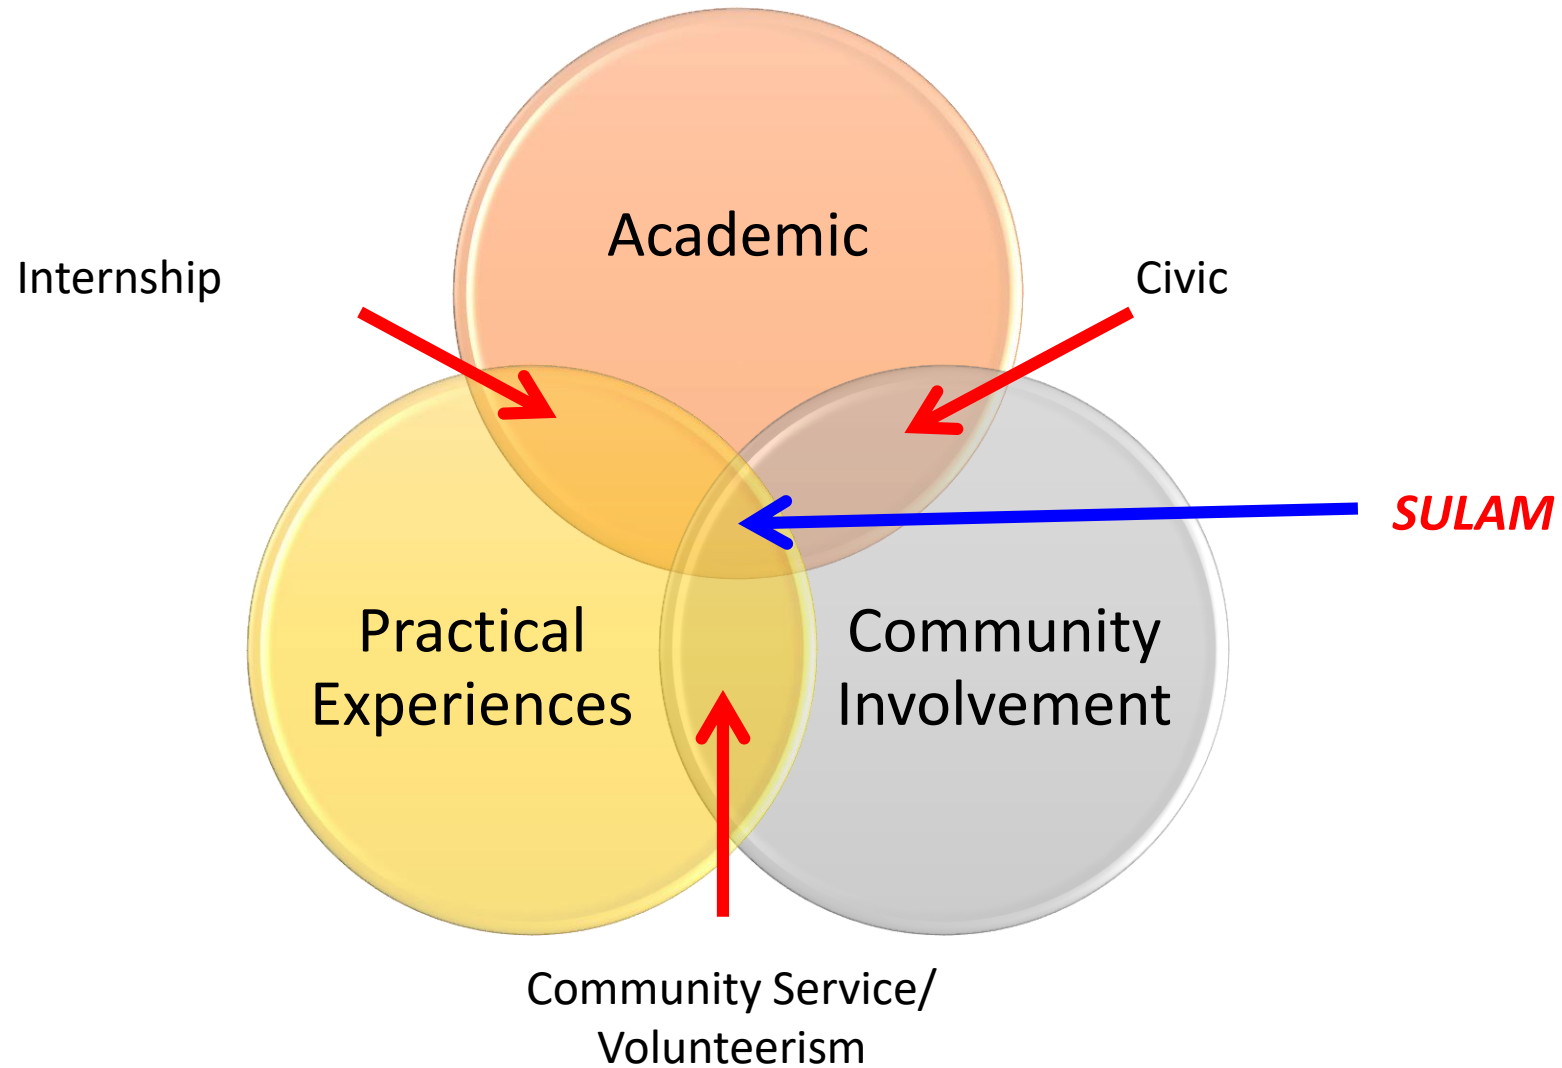 Academic
Internship
Civic
SULAM
Practical
Experiences
Community
Involvement
Community Service/
Volunteerism